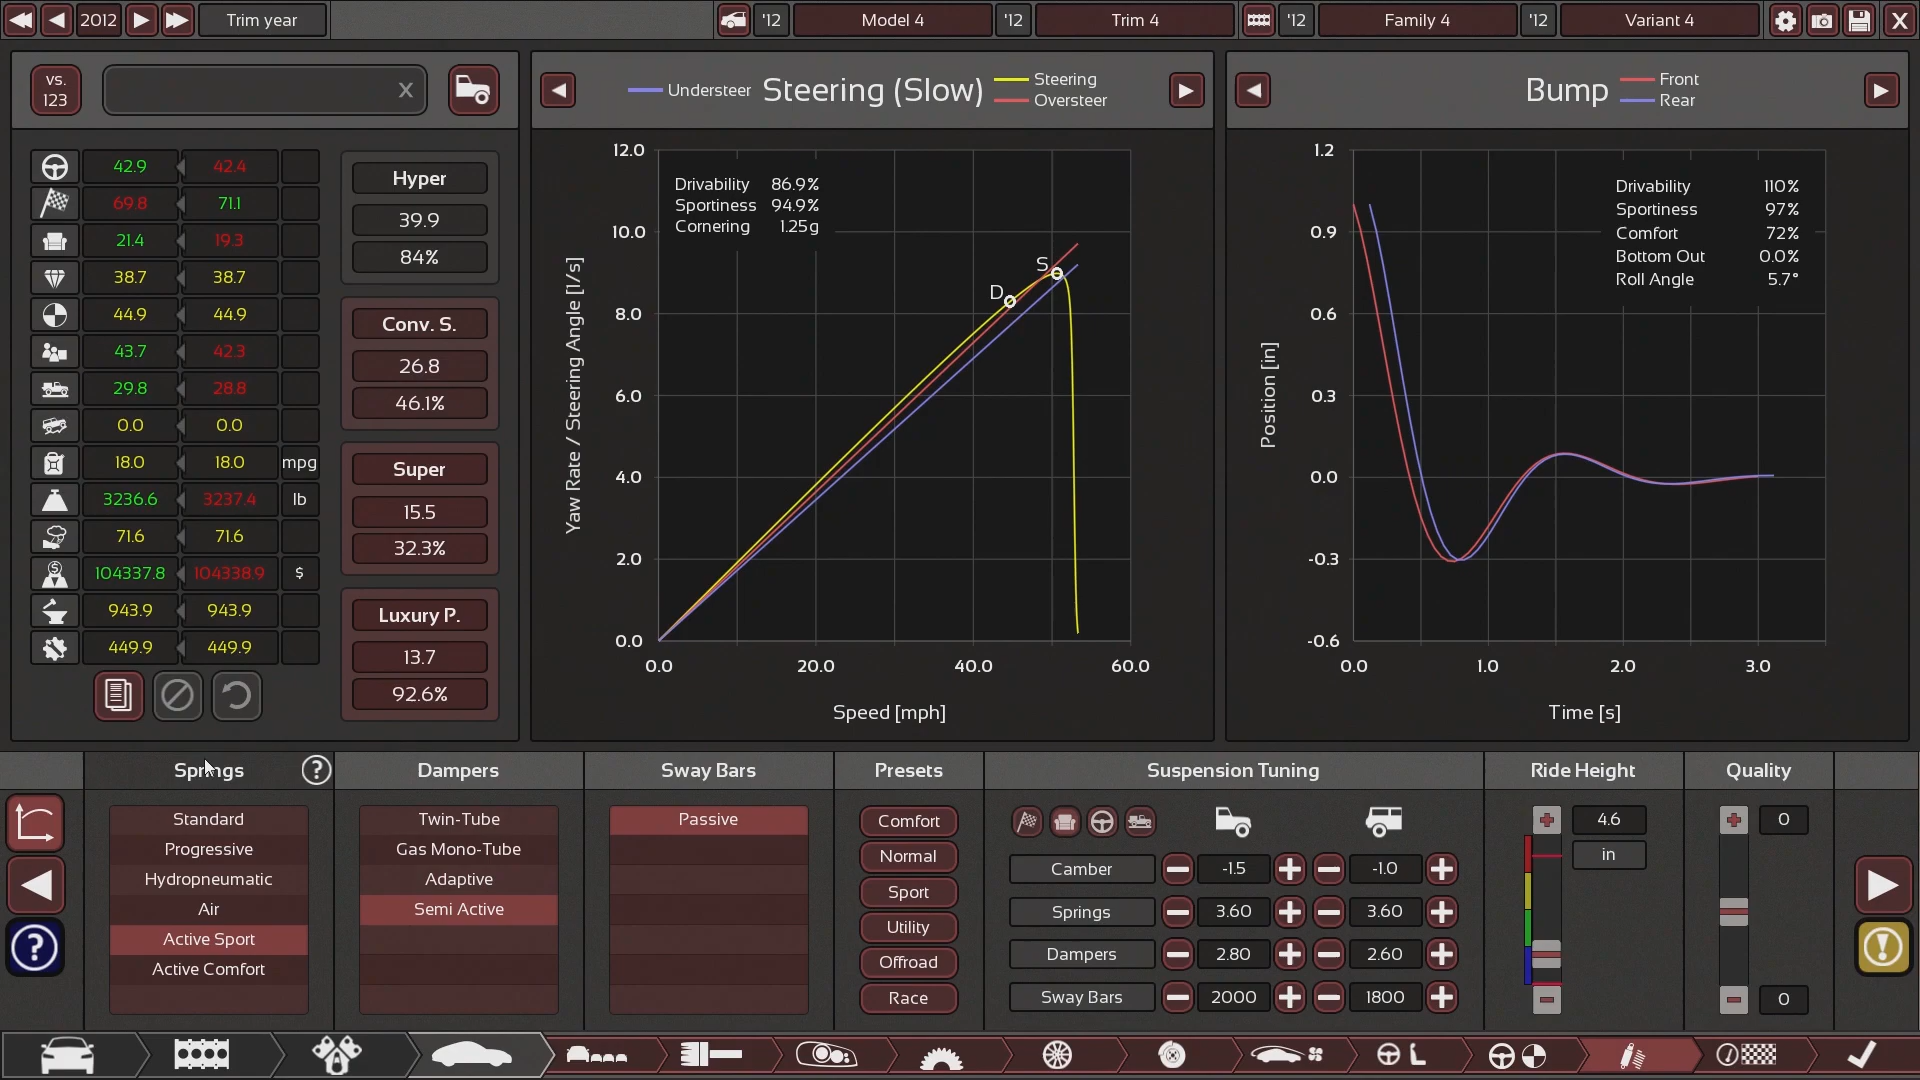 2012
Trim year
'12
Model 4
'12
Trim 4
'12
Family 4
'12
Variant 4
X
vs.
123
X
42.9
42.4
69.8
71.1
21.4
19.3
38.7
38.7
44.9
44.9
43.7
42.3
29.8
28.8
0.0
0.0
18.0
18.0
mpg
3236.6
3237.4
lb
71.6
71.6
104337.8
104338.9
$
943.9
943.9
449.9
449.9
Hyper
39.9
84%
Conv. S.
26.8
46.1%
Super
15.5
32.3%
Luxury P.
13.7
92.6%
Understeer
Steering (Slow)
Steering
Oversteer
Drivability 86.9%
Sportiness 94.9%
Cornering 1.25g
12.0
10.0
8.0
6.0
4.0
2.0
0.0
Yaw Rate / Steering Angle [1/s]
D
S
0.0
20.0
40.0
60.0
Speed [mph]
Bump
Front
Rear
Drivability 110%
Sportiness 97%
Comfort 72%
Bottom Out 0.0%
Roll Angle 5.7°
1.2
0.9
0.6
0.3
0.0
-0.3
-0.6
Position [in]
0.0
1.0
2.0
3.0
Time [s]
Springs
?
Standard
Progressive
Hydropneumatic
Air
Active Sport
Active Comfort
Dampers
Twin-Tube
Gas Mono-Tube
Adaptive
Semi Active
Sway Bars
Passive
Presets
Comfort
Normal
Sport
Utility
Offroad
Race
Suspension Tuning
Camber -1.5 -1.0
Springs 3.60 3.60
Dampers 2.80 2.60
Sway Bars 2000 1800
Ride Height
4.6
in
Quality
0
0
?
!